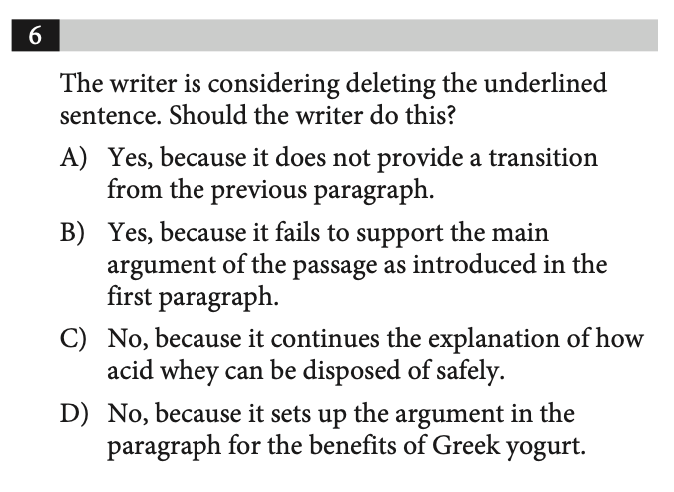 6
The writer is considering deleting the underlined
sentence. Should the writer do this?
A) Yes, because it does not provide a transition
from the previous paragraph.
B) Yes, because it fails to support the main
argument of the passage as introduced in the
first paragraph.
C) No, because it continues the explanation of how
acid whey can be disposed of safely.
D) No, because it sets up the argument in the
paragraph for the benefits of Greek yogurt.